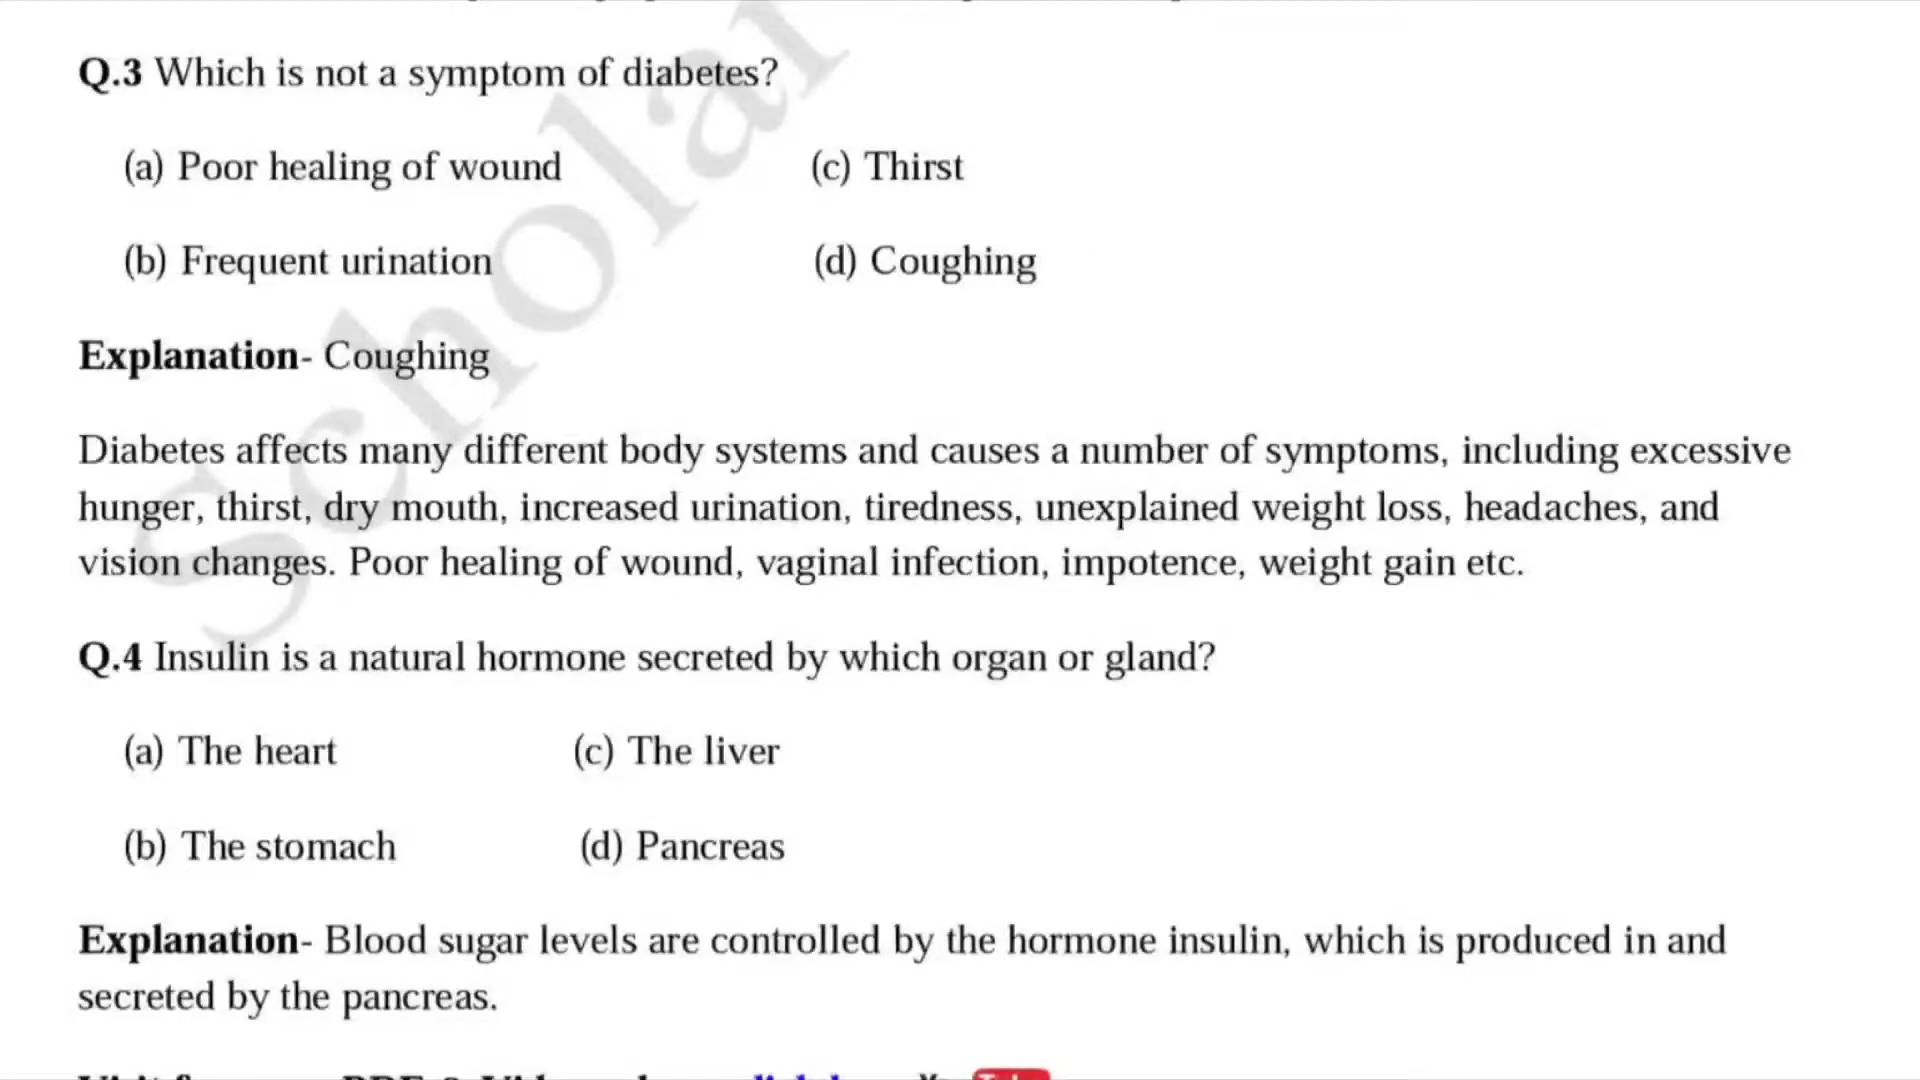 Q.3 Which is not a symptom of diabetes?
(a) Poor healing of wound (c) Thirst
(b) Frequent urination (d) Coughing
Explanation- Coughing
Diabetes affects many different body systems and causes a number of symptoms, including excessive
hunger, thirst, dry mouth, increased urination, tiredness, unexplained weight loss, headaches, and
vision changes. Poor healing of wound, vaginal infection, impotence, weight gain etc.
Q.4 Insulin is a natural hormone secreted by which organ or gland?
(a) The heart (c) The liver
(b) The stomach (d) Pancreas
Explanation- Blood sugar levels are controlled by the hormone insulin, which is produced in and
secreted by the pancreas.
Scholar